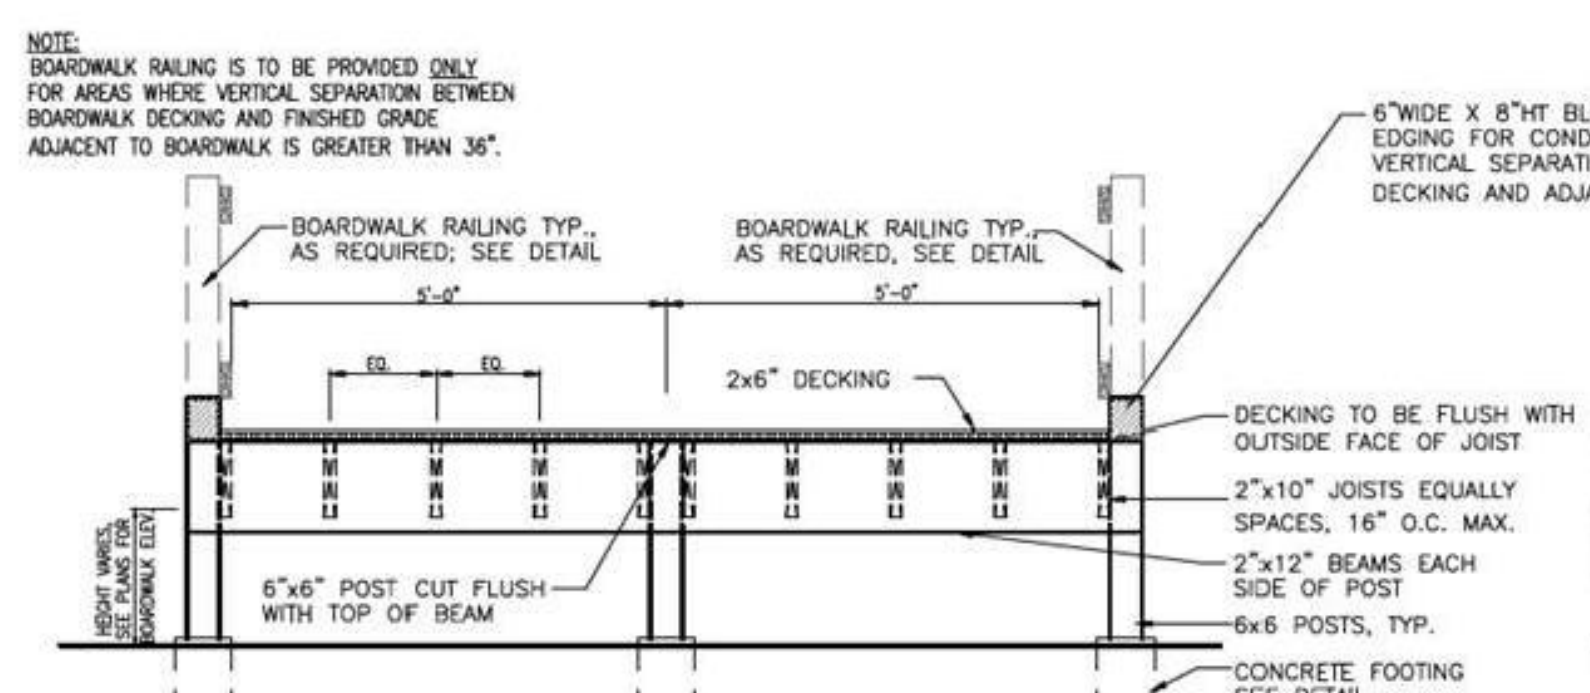 NOTE:
BOARDWALK RAILING IS TO BE PROVIDED ONLY
FOR AREAS WHERE VERTICAL SEPARATION BETWEEN
BOARDWALK DECKING AND FINISHED GRADE
ADJACENT TO BOARDWALK IS GREATER THAN 36".
6"WIDE X 8"HT BL
EDGING FOR COND
VERTICAL SEPARATI
DECKING AND ADJA
BOARDWALK RAILING TYP.,
AS REQUIRED; SEE DETAIL
BOARDWALK RAILING TYP.,
AS REQUIRED, SEE DETAIL
5'-0"
5'-0"
EQ.
EQ.
2x6" DECKING
DECKING TO BE FLUSH WITH
OUTSIDE FACE OF JOIST
2"x10" JOISTS EQUALLY
SPACES, 16" O.C. MAX.
2"x12" BEAMS EACH
SIDE OF POST
6x6 POSTS, TYP.
CONCRETE FOOTING
SEE DETAIL
6"x6" POST CUT FLUSH
WITH TOP OF BEAM
HEIGHT VARIES,
SEE PLANS FOR
BOARDWALK ELEV.